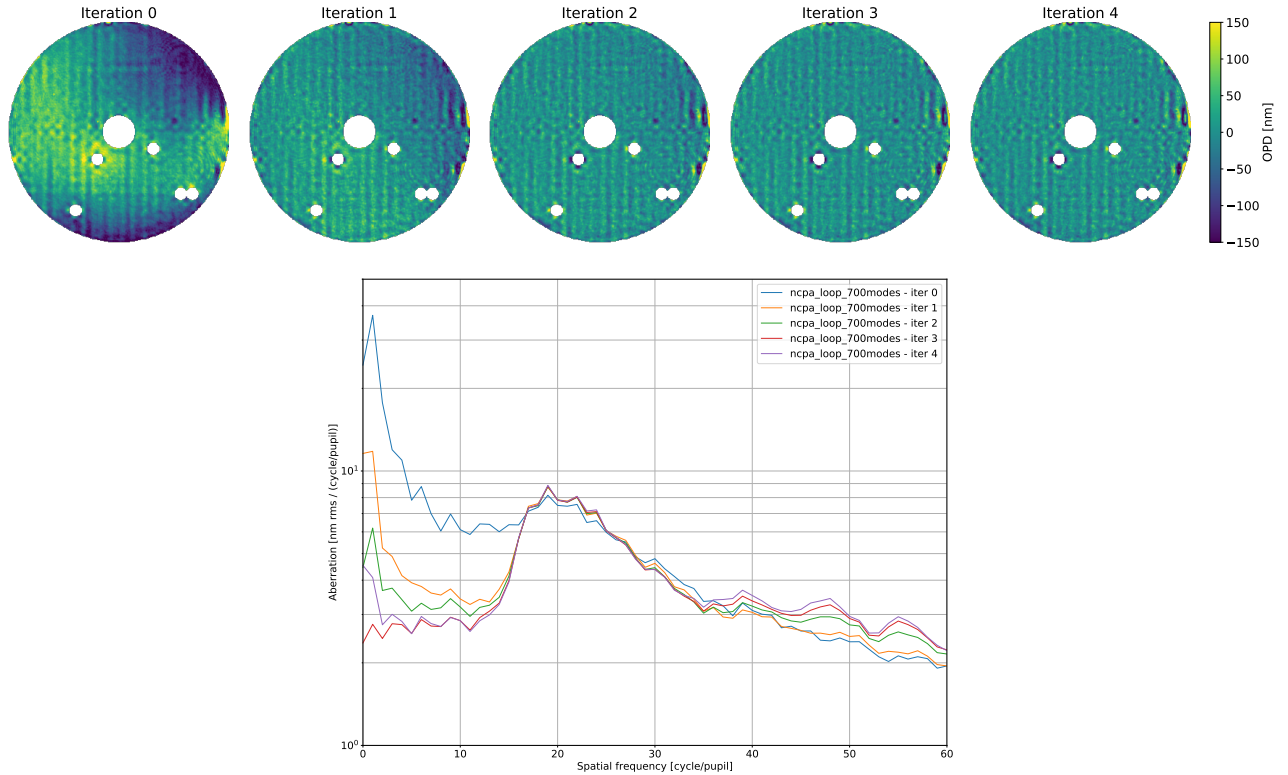 Iteration 0
Iteration 1
Iteration 2
Iteration 3
Iteration 4
150
100
50
0
−50
−100
−150
OPD [nm]
ncpa_loop_700modes - iter 0
ncpa_loop_700modes - iter 1
ncpa_loop_700modes - iter 2
ncpa_loop_700modes - iter 3
ncpa_loop_700modes - iter 4
Aberration [nm rms / (cycle/pupil)]
10¹
10⁰
0
10
20
30
40
50
60
Spatial frequency [cycle/pupil]